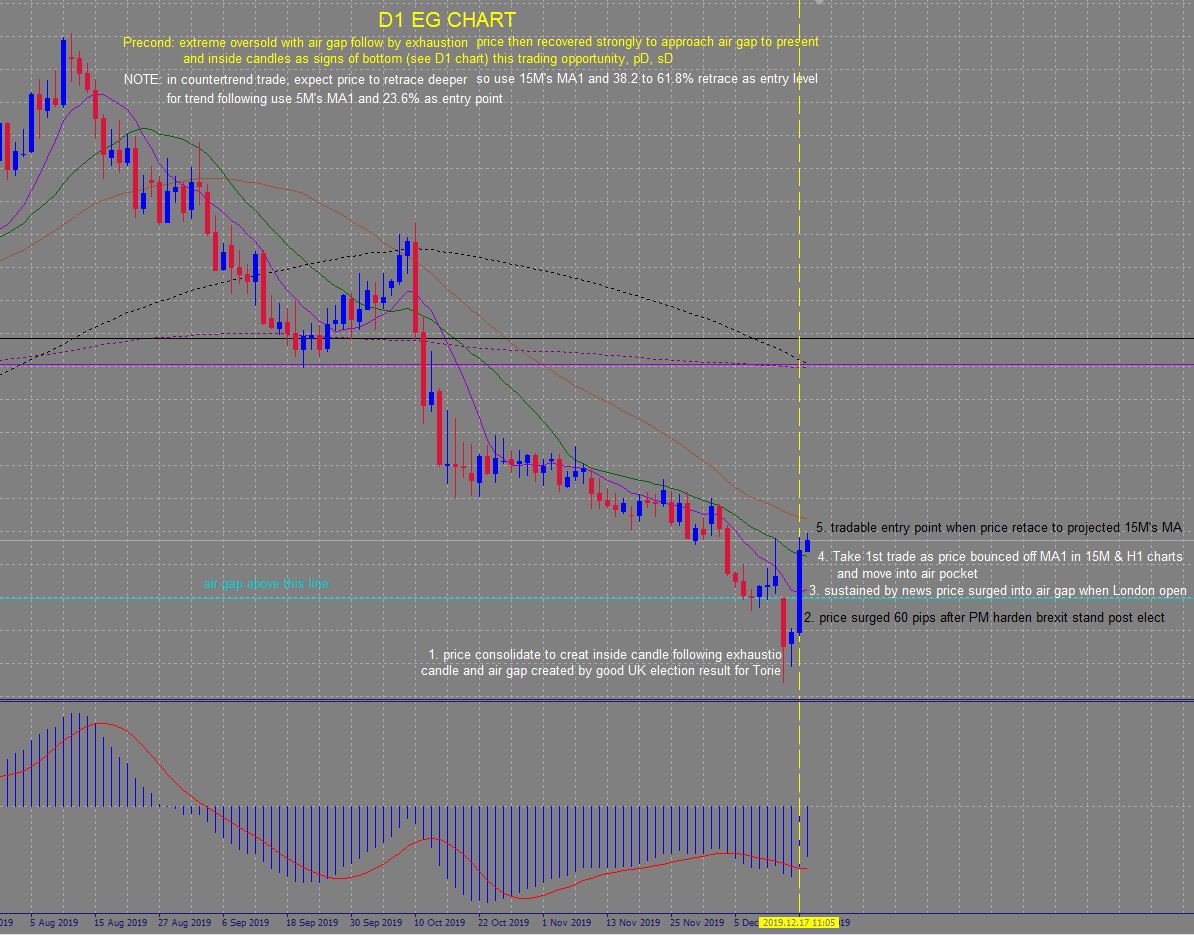 D1 EG CHART
Precond: extreme oversold with air gap follow by exhaustion price then recovered strongly to approach air gap to present
and inside candles as signs of bottom (see D1 chart) this trading opportunity, pD, sD
NOTE: in countertrend trade, expect price to retrace deeper so use 15M's MA1 and 38.2 to 61.8% retrace as entry level
for trend following use 5M's MA1 and 23.6% as entry point
5. tradable entry point when price retace to projected 15M's MA
4. Take 1st trade as price bounced off MA1 in 15M & H1 charts
and move into air pocket
air gap above this line
3. sustained by news price surged into air gap when London open
2. price surged 60 pips after PM harden brexit stand post elect
1. price consolidate to creat inside candle following exhaustio
candle and air gap created by good UK election result for Torie
019 5 Aug 2019 15 Aug 2019 27 Aug 2019 6 Sep 2019 18 Sep 2019 30 Sep 2019 10 Oct 2019 22 Oct 2019 1 Nov 2019 13 Nov 2019 25 Nov 2019 5 Dec 2019.12.17 11:05 19